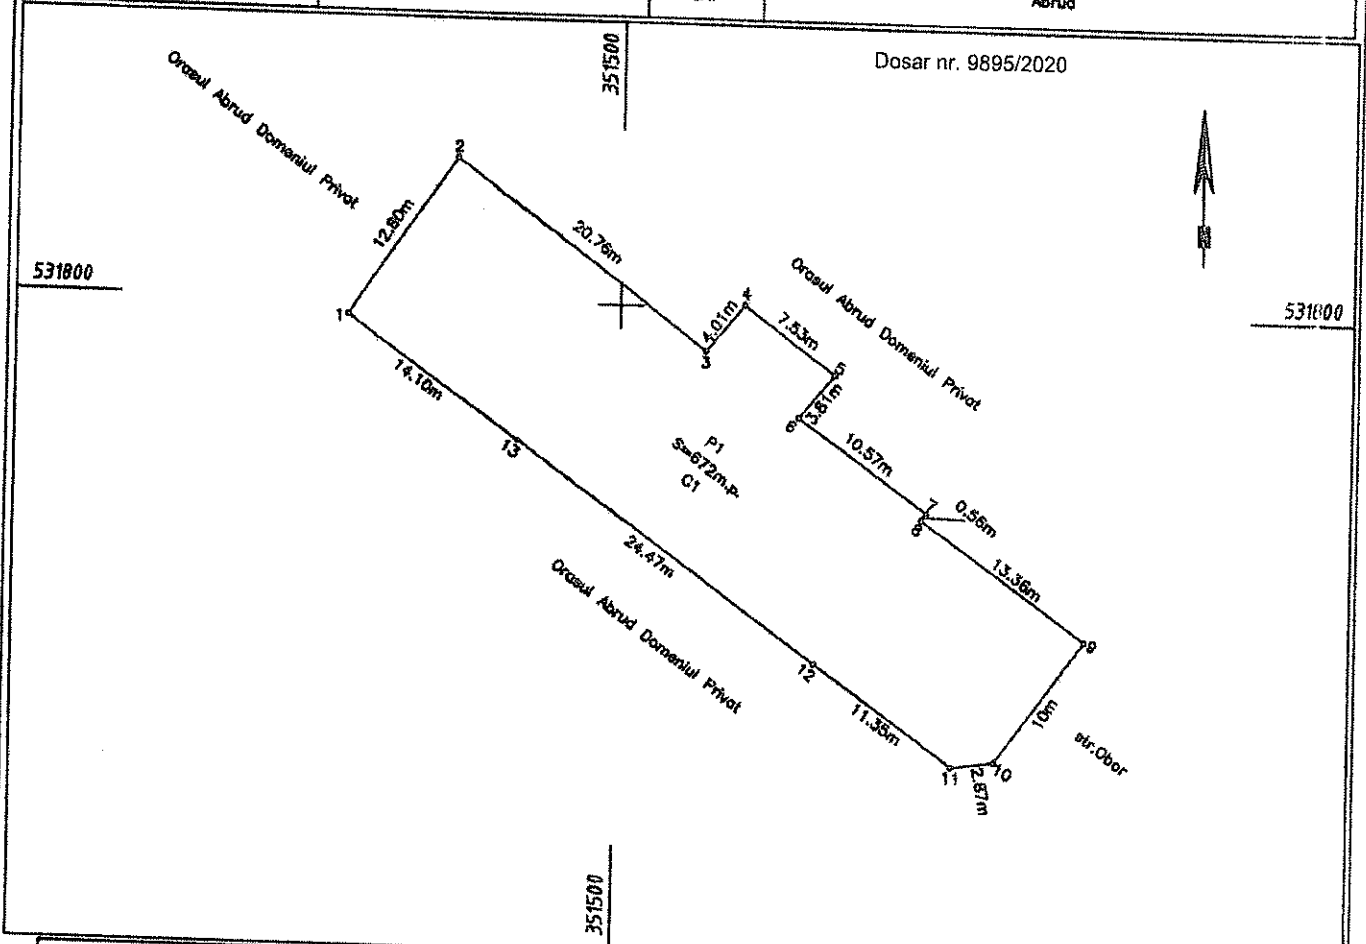 Abrud
Dosar nr. 9895/2020
351500
Orasul Abrud Domeniul Privat
2
12.80m
20.76m
531800
531800
Orasul Abrud Domeniul Privat
4
4.01m
7.53m
1
3
5
3.81m
6
14.10m
13
P1
S=672m.p.
C1
10.57m
7
0.56m
8
13.36m
24.47m
Orasul Abrud Domeniul Privat
9
12
11.35m
10m
str.Obor
11
10
2.87m
351500